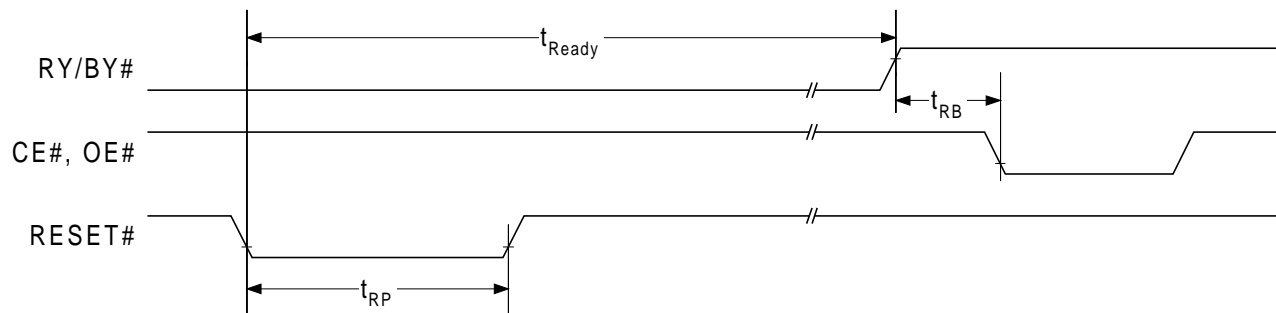 tReady
RY/BY#
tRB
CE#, OE#
RESET#
tRP